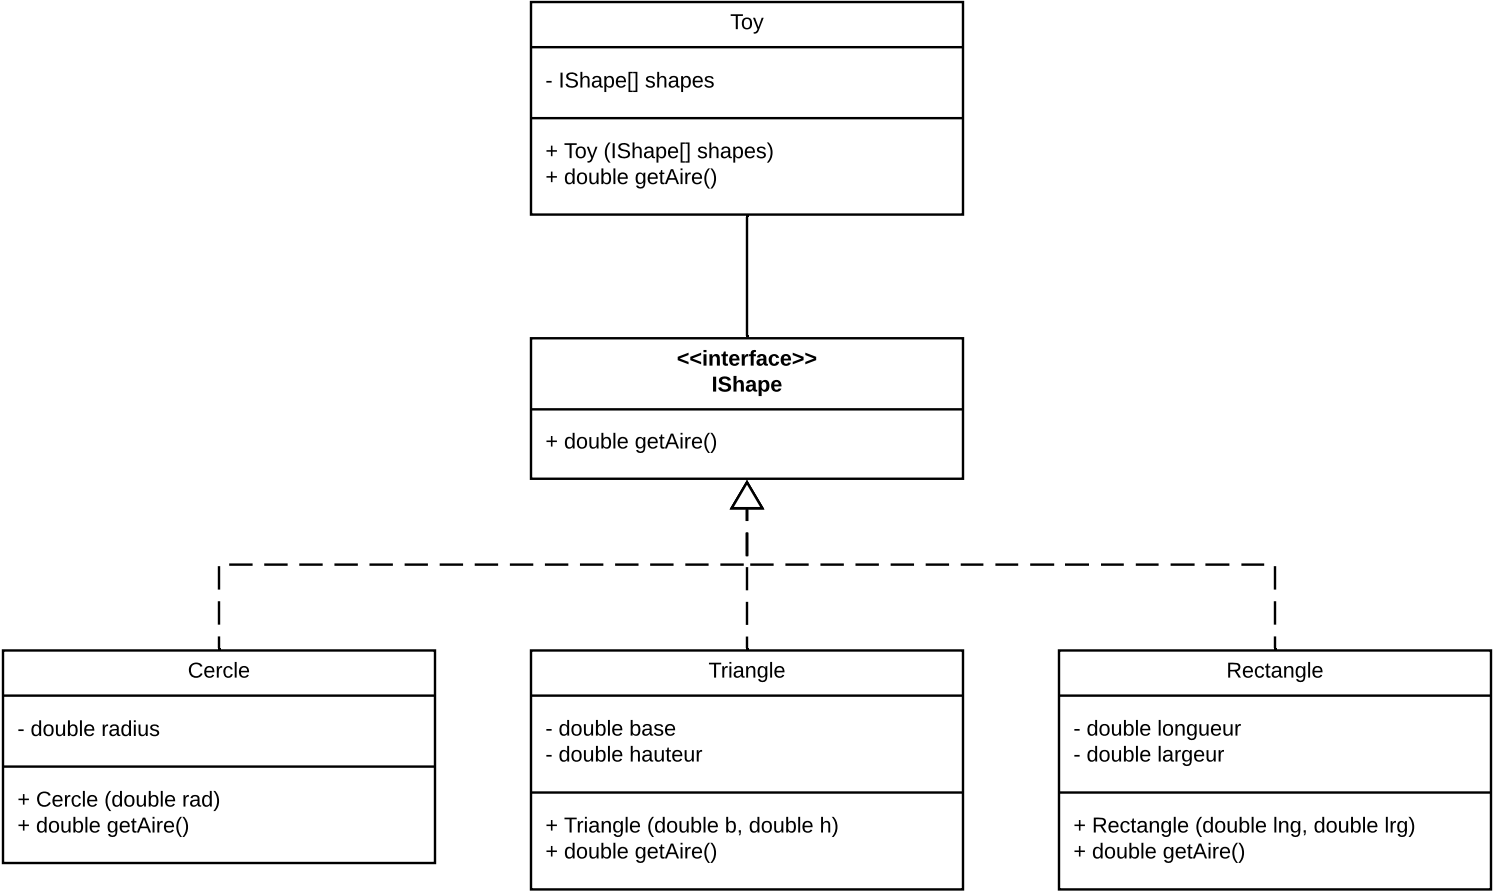 Toy
- IShape[] shapes
+ Toy (IShape[] shapes)
+ double getAire()
<<interface>>
IShape
+ double getAire()
Cercle
- double radius
+ Cercle (double rad)
+ double getAire()
Triangle
- double base
- double hauteur
+ Triangle (double b, double h)
+ double getAire()
Rectangle
- double longueur
- double largeur
+ Rectangle (double lng, double lrg)
+ double getAire()